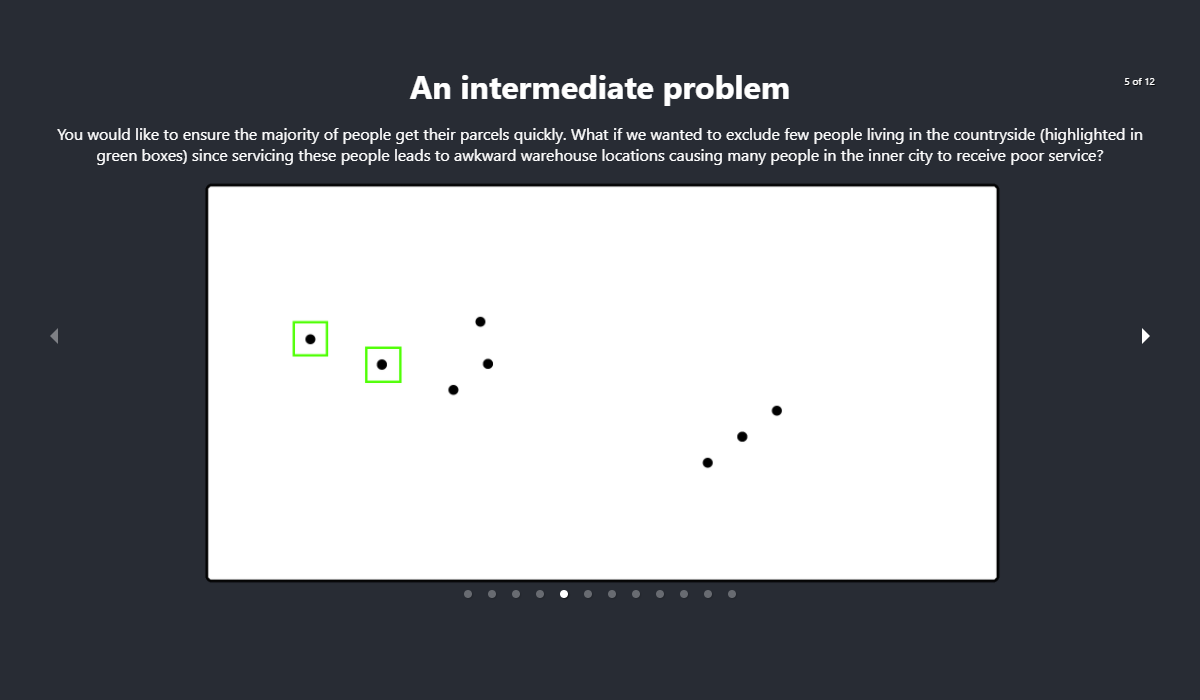 An intermediate problem
5 of 12
You would like to ensure the majority of people get their parcels quickly. What if we wanted to exclude few people living in the countryside (highlighted in
green boxes) since servicing these people leads to awkward warehouse locations causing many people in the inner city to receive poor service?